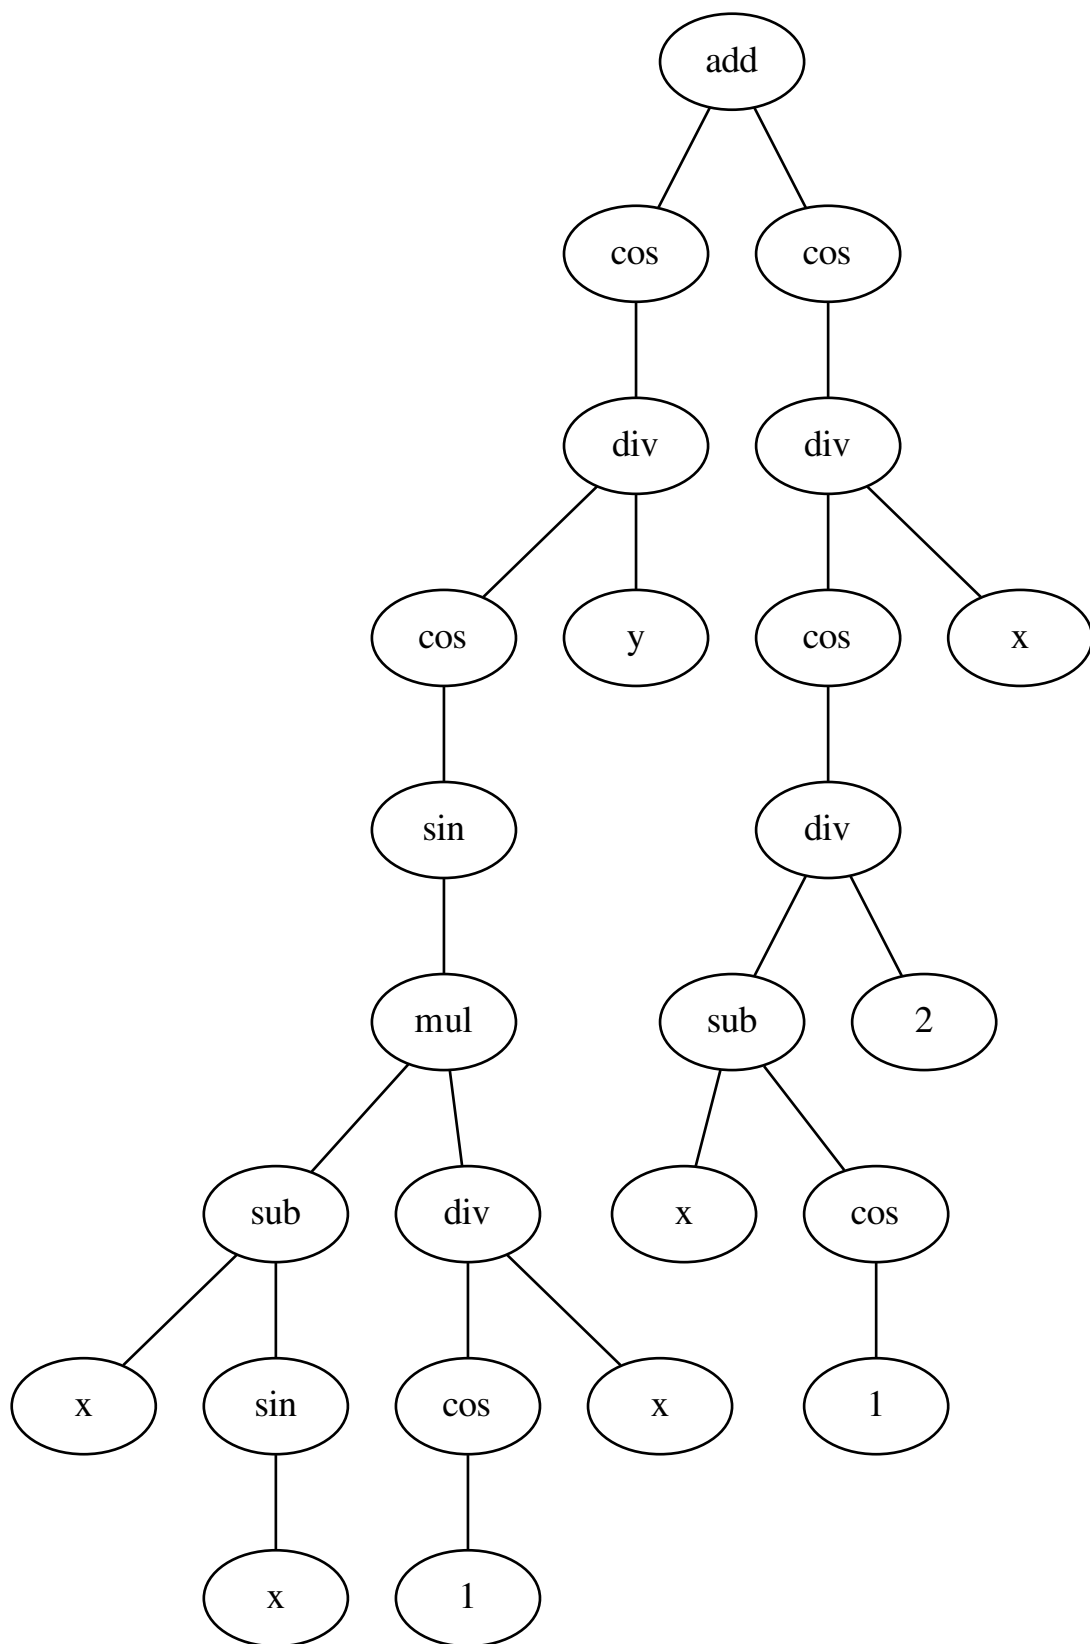 add
cos cos
div div
cos y cos x
sin div
mul sub 2
sub div x cos
x sin cos x 1
x 1